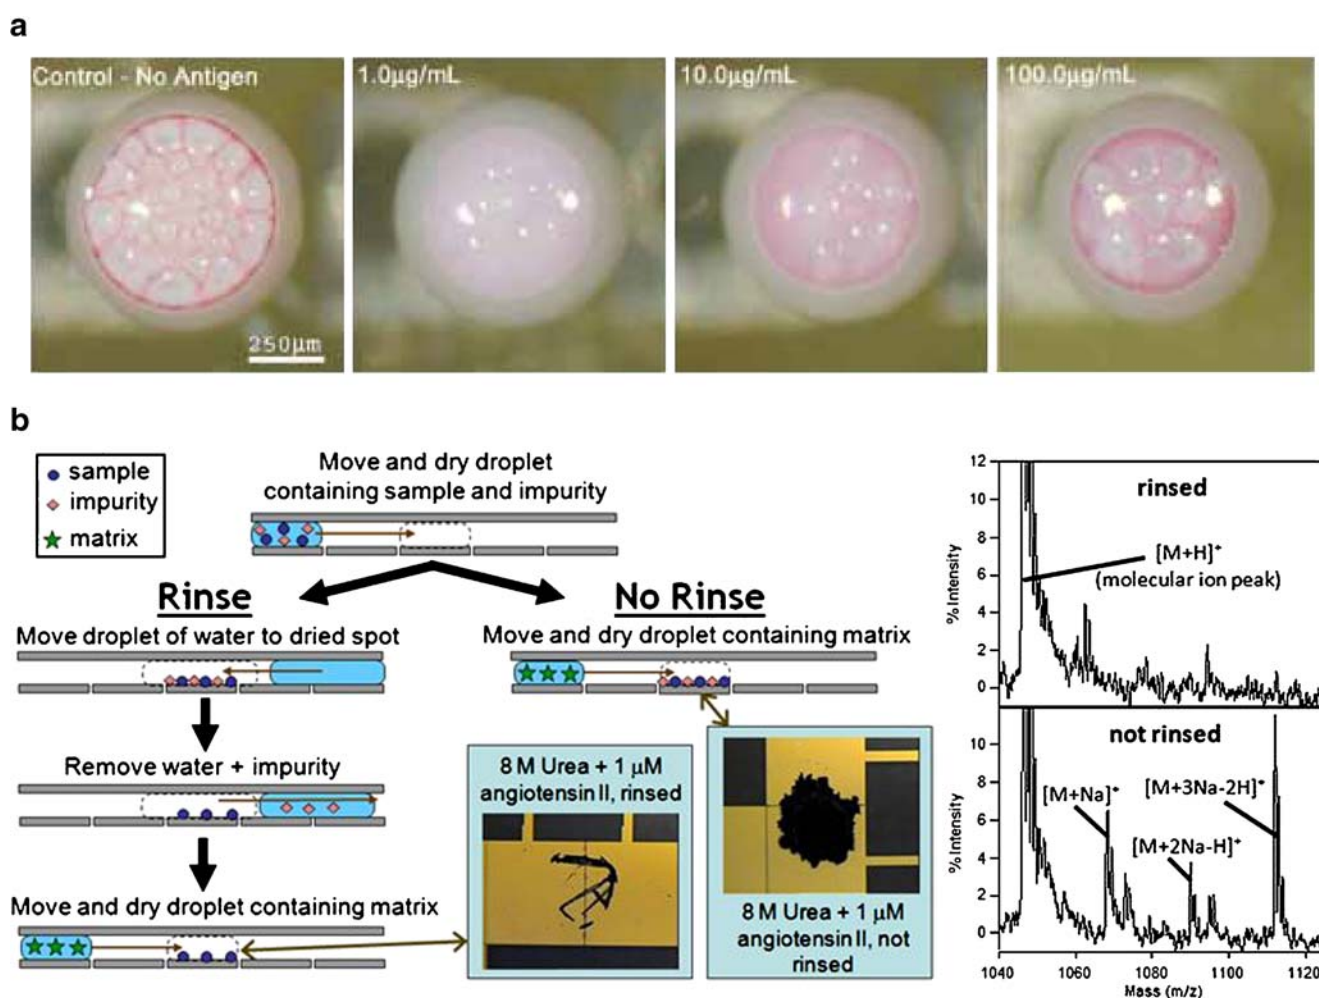 a
Control - No Antigen
1.0µg/mL
10.0µg/mL
100.0µg/mL
250µm
b
sample
impurity
matrix
Move and dry droplet
containing sample and impurity
Rinse
No Rinse
Move droplet of water to dried spot
Move and dry droplet containing matrix
Remove water + impurity
Move and dry droplet containing matrix
8 M Urea + 1 µM
angiotensin II, rinsed
8 M Urea + 1 µM
angiotensin II, not
rinsed
12
10
8
6
4
2
0
% Intensity
rinsed
[M+H]⁺
(molecular ion peak)
10
8
6
4
2
0
% Intensity
not rinsed
[M+Na]⁺
[M+3Na-2H]⁺
[M+2Na-H]⁺
1040
1060
1080
1100
1120
Mass (m/z)